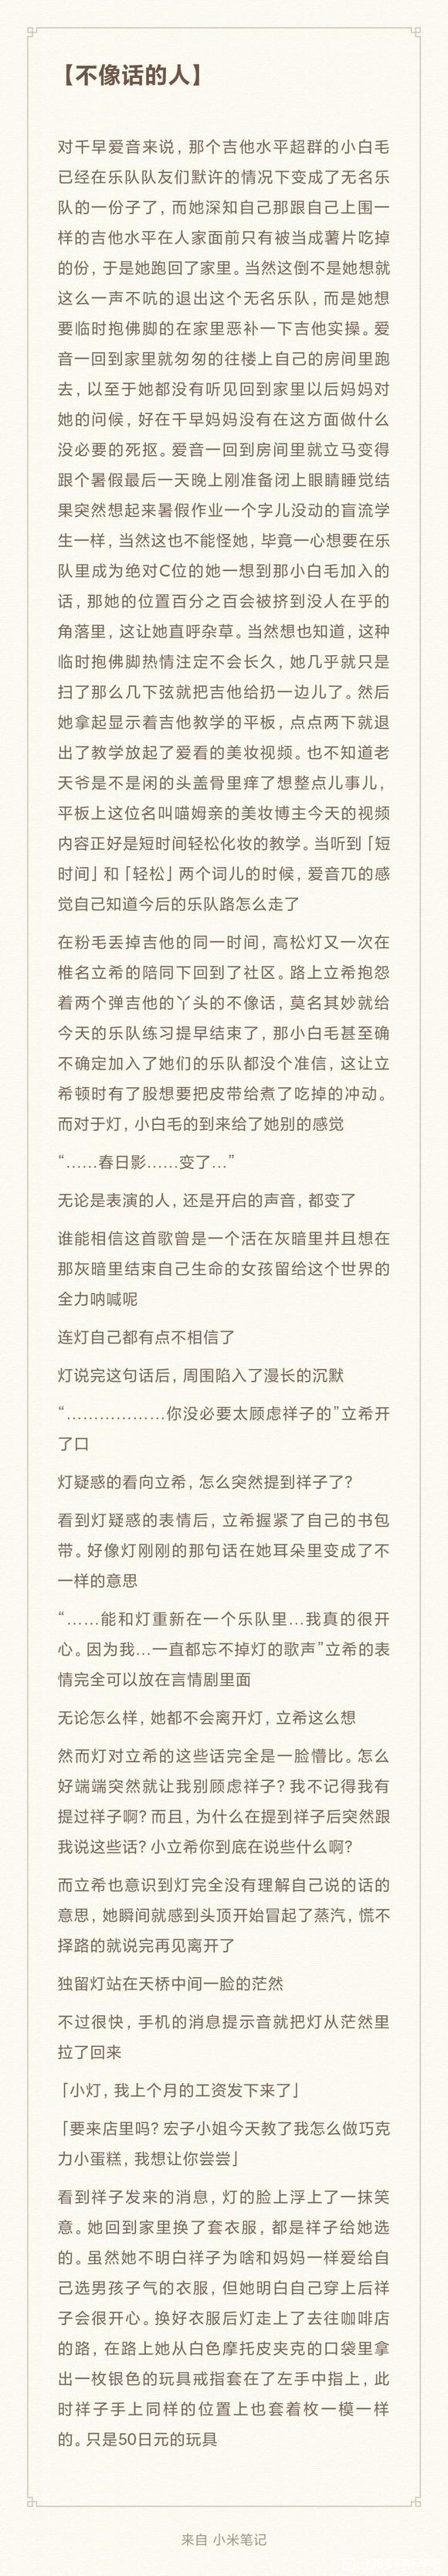 【不像话的人】
对千早爱音来说，那个吉他水平超群的小白毛
已经在乐队队友们默许的情况下变成了无名乐
队的一份子了，而她深知自己那跟自己上围一
样的吉他水平在人家面前只有被当成薯片吃掉
的份，于是她跑回了家里。当然这倒不是她想就
这么一声不吭的退出这个无名乐队，而是她想
要临时抱佛脚的在家里恶补一下吉他实操。爱
音一回到家里就匆匆的往楼上自己的房间里跑
去，以至于她都没有听见回到家里以后妈妈对
她的问候，好在千早妈妈没有在这方面做什么
没必要的死抠。爱音一回到房间里就立马变得
跟个暑假最后一天晚上刚准备闭上眼睛睡觉结
果突然想起来暑假作业一个字儿没动的盲流学
生一样，当然这也不能怪她，毕竟一心想要在乐
队里成为绝对C位的她一想到那小白毛加入的
话，那她的位置百分之百会被挤到没人在乎的
角落里，这让她直呼杂草。当然想也知道，这种
临时抱佛脚热情注定不会长久，她几乎就只是
扫了那么几下弦就把吉他给扔一边儿了。然后
她拿起显示着吉他教学的平板，点点两下就退
出了教学放起了爱看的美妆视频。也不知道老
天爷是不是闲的头盖骨里痒了想整点儿事儿，
平板上这位名叫喵姆亲的美妆博主今天的视频
内容正好是短时间轻松化妆的教学。当听到「短
时间」和「轻松」两个词儿的时候，爱音兀的感
觉自己知道今后的乐队路怎么走了
在粉毛丢掉吉他的同一时间，高松灯又一次在
椎名立希的陪同下回到了社区。路上立希抱怨
着两个弹吉他的丫头的不像话，莫名其妙就给
今天的乐队练习提早结束了，那小白毛甚至确
不确定加入了她们的乐队都没个准信，这让立
希顿时有了股想要把皮带给煮了吃掉的冲动。
而对于灯，小白毛的到来给了她别的感觉
“……春日影……变了…”
无论是表演的人，还是开启的声音，都变了
谁能相信这首歌曾是一个活在灰暗里并且想在
那灰暗里结束自己生命的女孩留给这个世界的
全力呐喊呢
连灯自己都有点不相信了
灯说完这句话后，周围陷入了漫长的沉默
“………………你没必要太顾虑祥子的”立希开
了口
灯疑惑的看向立希，怎么突然提到祥子了？
看到灯疑惑的表情后，立希握紧了自己的书包
带。好像灯刚刚的那句话在她耳朵里变成了不
一样的意思
“……能和灯重新在一个乐队里…我真的很开
心。因为我…一直都忘不掉灯的歌声”立希的表
情完全可以放在言情剧里面
无论怎么样，她都不会离开灯，立希这么想
然而灯对立希的这些话完全是一脸懵比。怎么
好端端突然就让我别顾虑祥子？我不记得我有
提过祥子啊？而且，为什么在提到祥子后突然跟
我说这些话？小立希你到底在说些什么啊？
而立希也意识到灯完全没有理解自己说的话的
意思，她瞬间就感到头顶开始冒起了蒸汽，慌不
择路的就说完再见离开了
独留灯站在天桥中间一脸的茫然
不过很快，手机的消息提示音就把灯从茫然里
拉了回来
「小灯，我上个月的工资发下来了」
「要来店里吗？宏子小姐今天教了我怎么做巧克
力小蛋糕，我想让你尝尝」
看到祥子发来的消息，灯的脸上浮上了一抹笑
意。她回到家里换了套衣服，都是祥子给她选
的。虽然她不明白祥子为啥和妈妈一样爱给自
己选男孩子气的衣服，但她明白自己穿上后祥
子会很开心。换好衣服后灯走上了去往咖啡店
的路，在路上她从白色摩托皮夹克的口袋里拿
出一枚银色的玩具戒指套在了左手中指上，此
时祥子手上同样的位置上也套着枚一模一样
的。只是50日元的玩具
来自 小米笔记